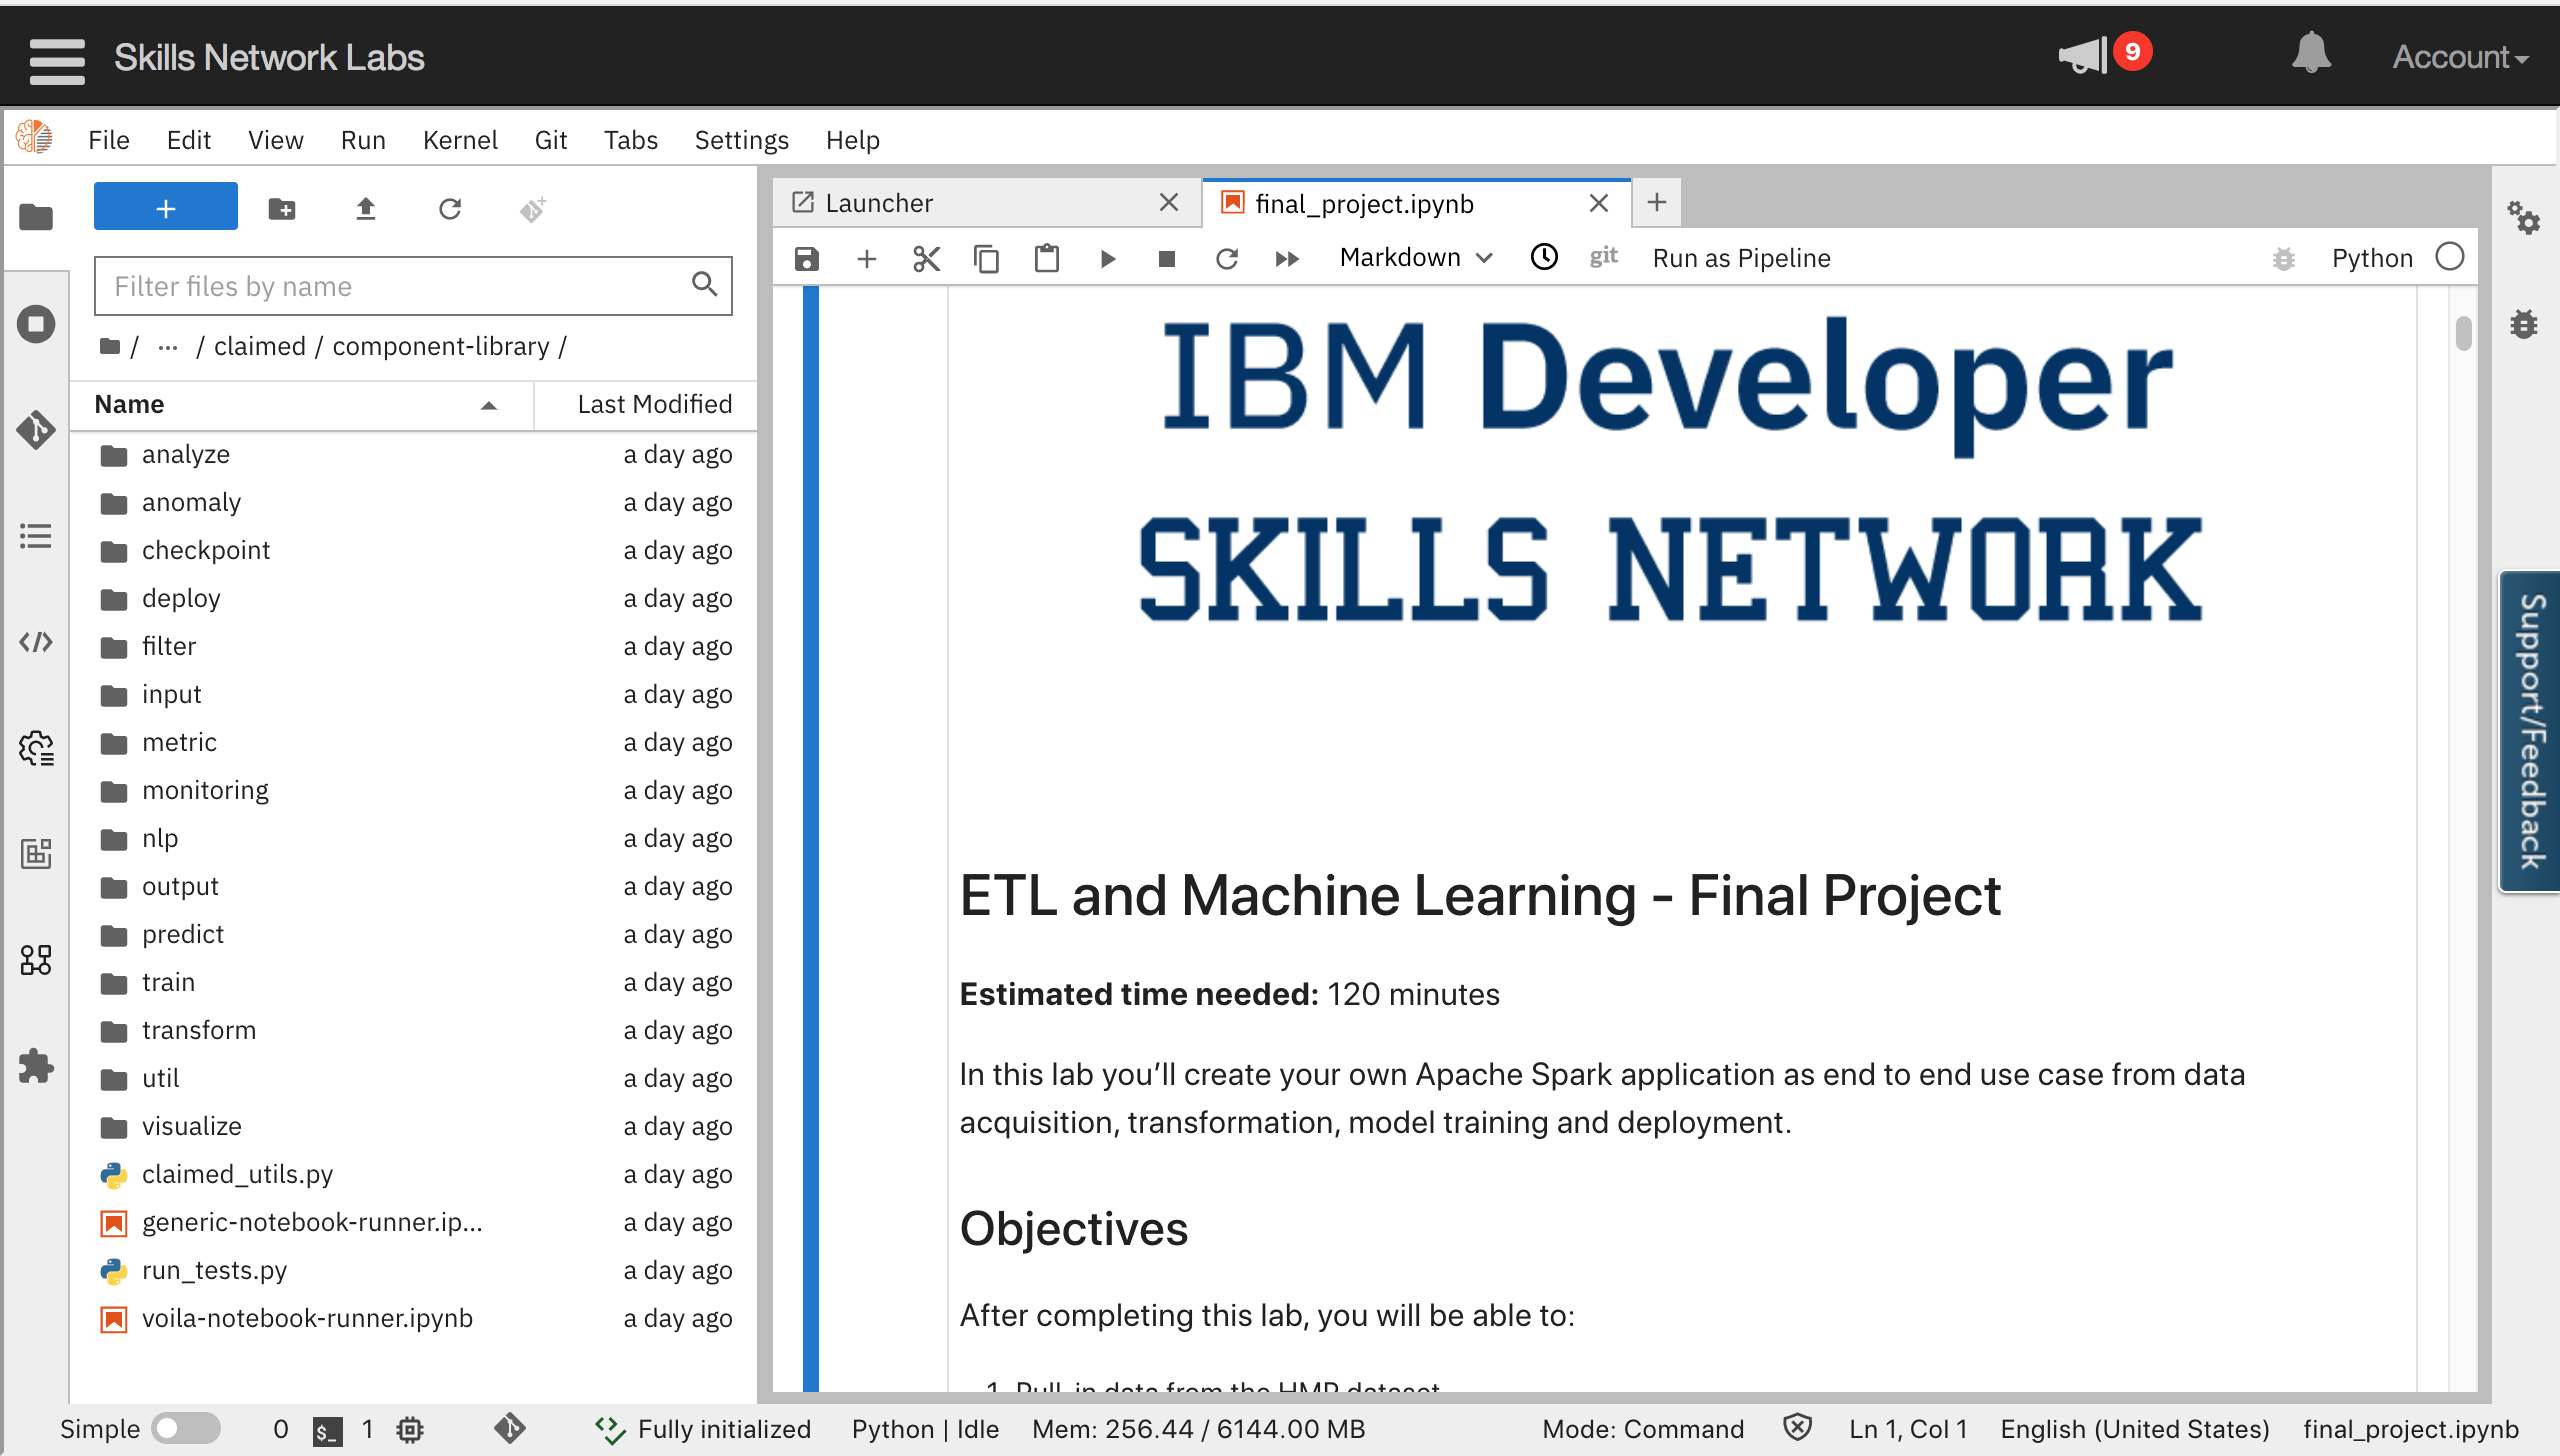 Skills Network Labs
9
Account
File Edit View Run Kernel Git Tabs Settings Help
+
Filter files by name
/ ... / claimed / component-library /
Name Last Modified
analyze a day ago
anomaly a day ago
checkpoint a day ago
deploy a day ago
filter a day ago
input a day ago
metric a day ago
monitoring a day ago
nlp a day ago
output a day ago
predict a day ago
train a day ago
transform a day ago
util a day ago
visualize a day ago
claimed_utils.py a day ago
generic-notebook-runner.ip... a day ago
run_tests.py a day ago
voila-notebook-runner.ipynb a day ago
Launcher
final_project.ipynb
Markdown
git
Run as Pipeline
Python
IBM Developer
SKILLS NETWORK
ETL and Machine Learning - Final Project
Estimated time needed: 120 minutes
In this lab you’ll create your own Apache Spark application as end to end use case from data
acquisition, transformation, model training and deployment.
Objectives
After completing this lab, you will be able to:
1. Pull-in data from the HMP dataset
Support/Feedback
Simple 0 $_ 1 Fully initialized Python | Idle Mem: 256.44 / 6144.00 MB Mode: Command Ln 1, Col 1 English (United States) final_project.ipynb